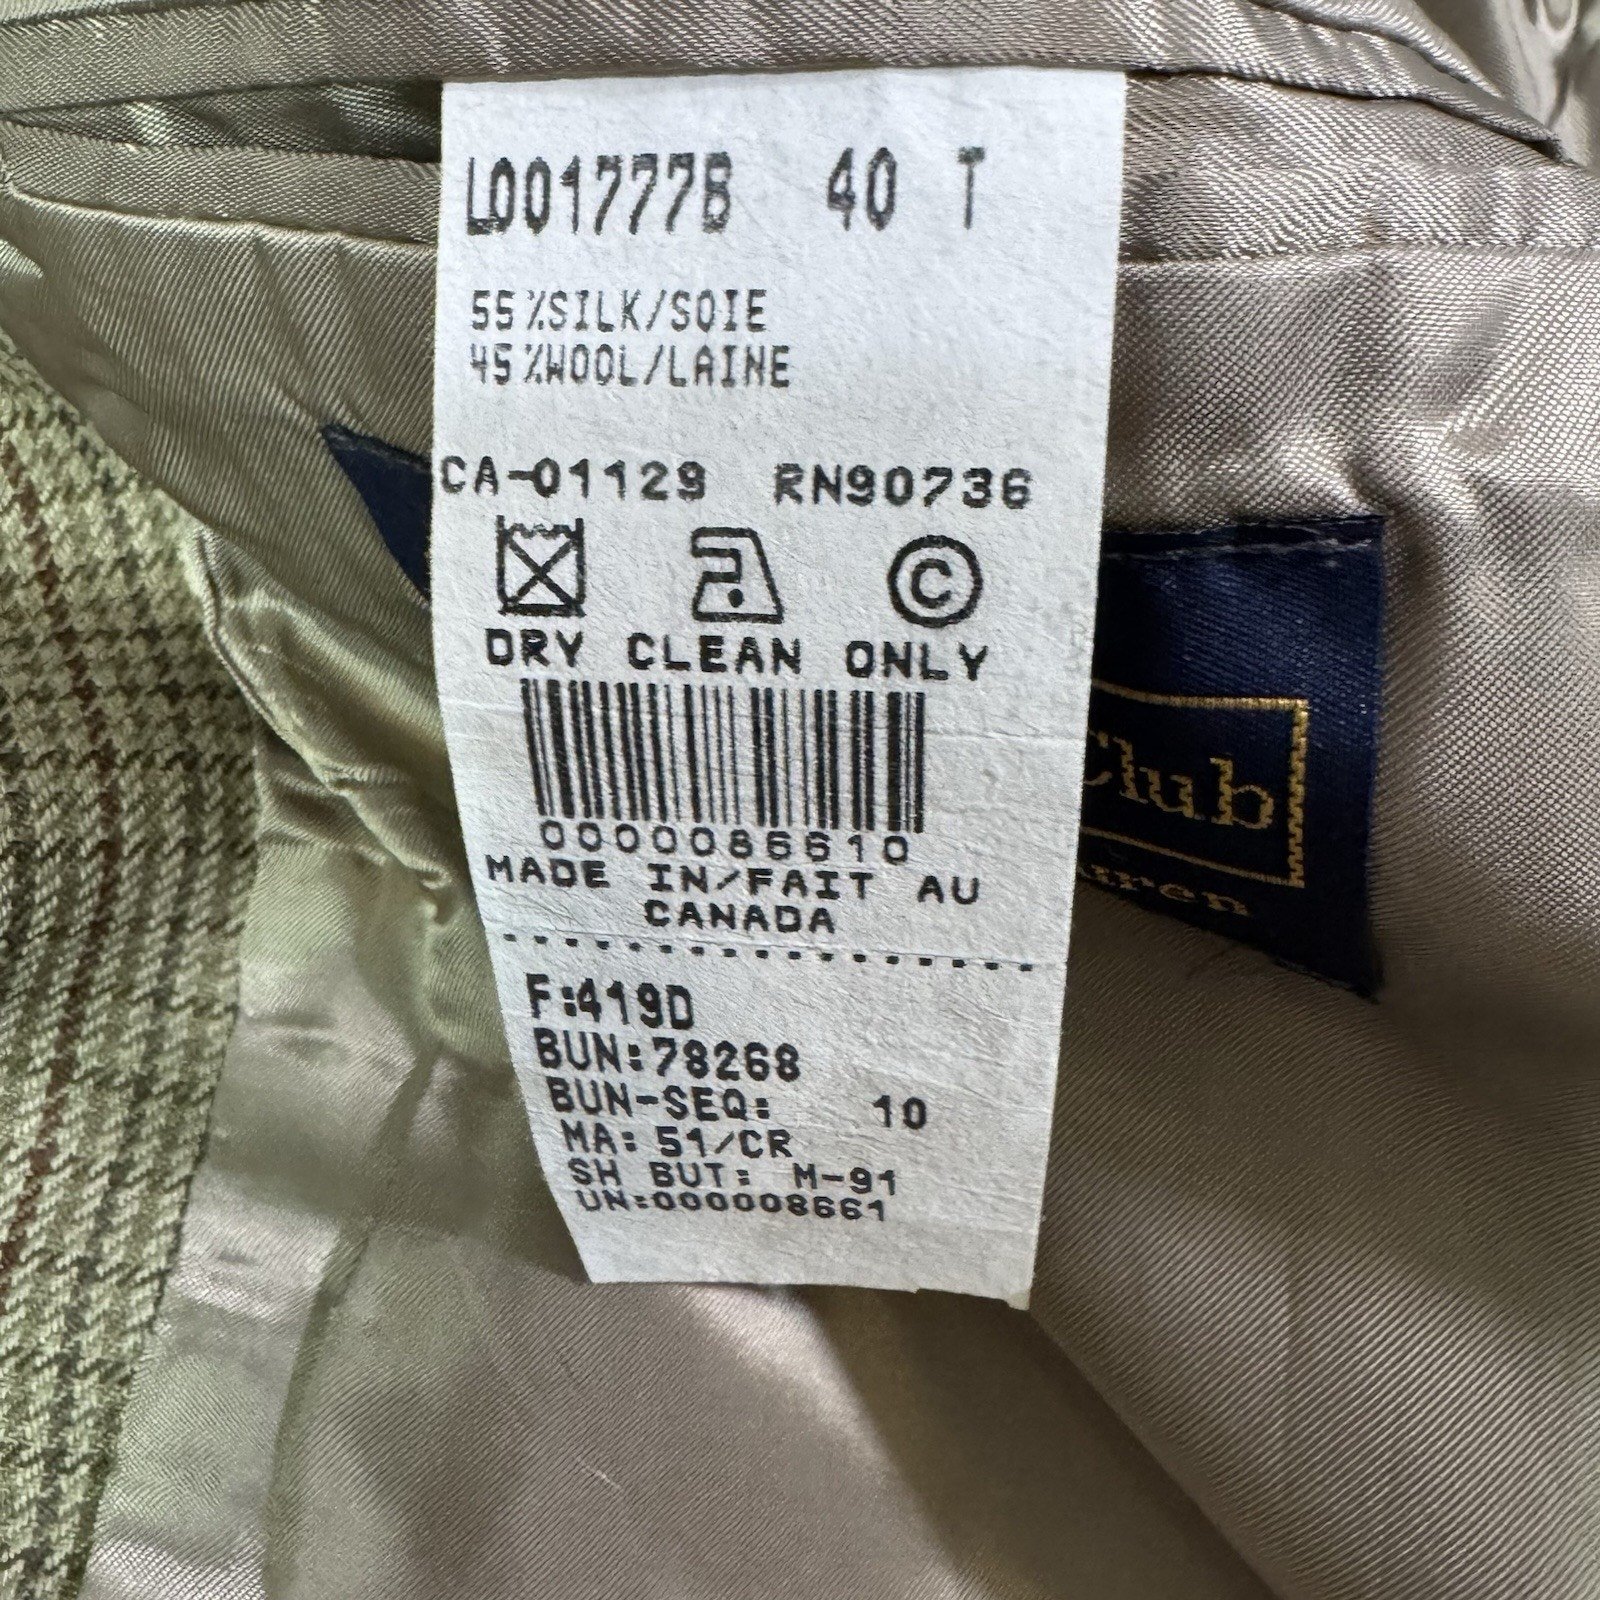 L001777B 40 T
55%SILK/SOIE
45%WOOL/LAINE
CA-01129 RN90736
C
DRY CLEAN ONLY
0000086610
MADE IN/FAIT AU
CANADA
F:419D
BUN:78268
BUN-SEQ: 10
MA: 51/CR
SH BUT: M-91
UN:000008661
Club